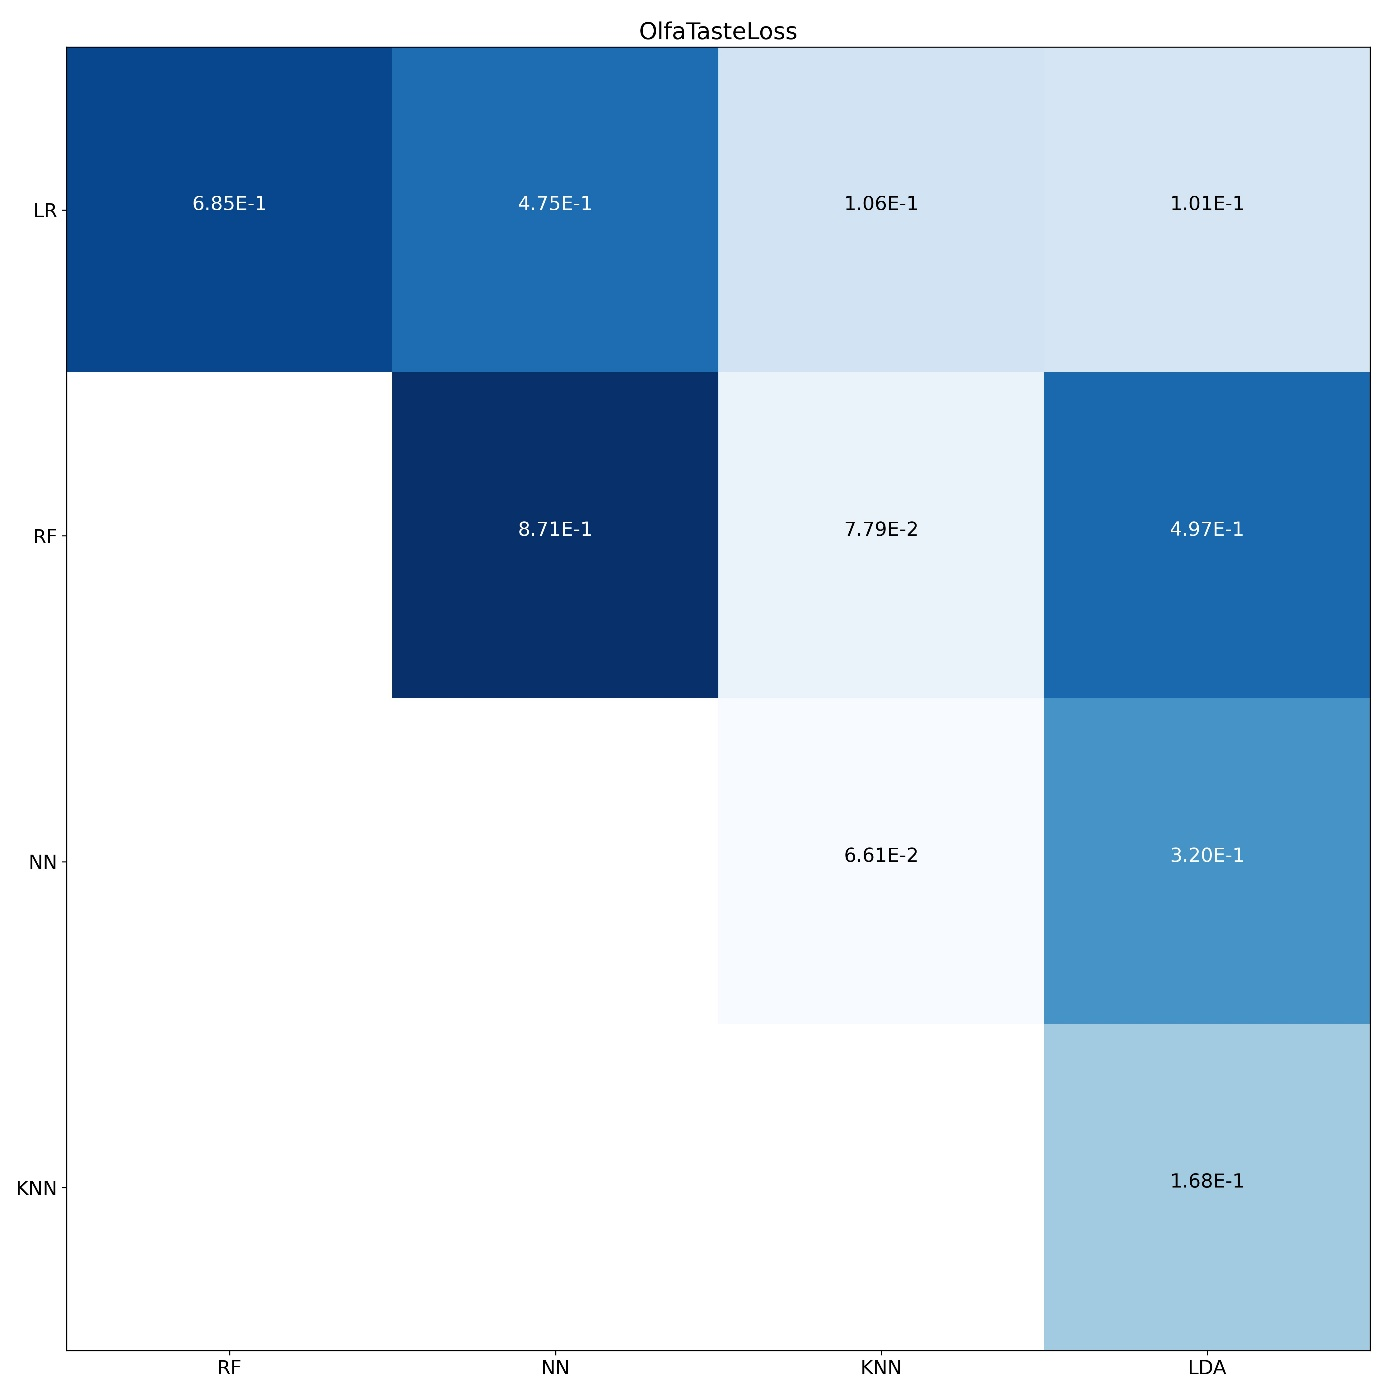 OlfaTasteLoss
LR 6.85E-1 4.75E-1 1.06E-1 1.01E-1
RF 8.71E-1 7.79E-2 4.97E-1
NN 6.61E-2 3.20E-1
KNN 1.68E-1
RF NN KNN LDA